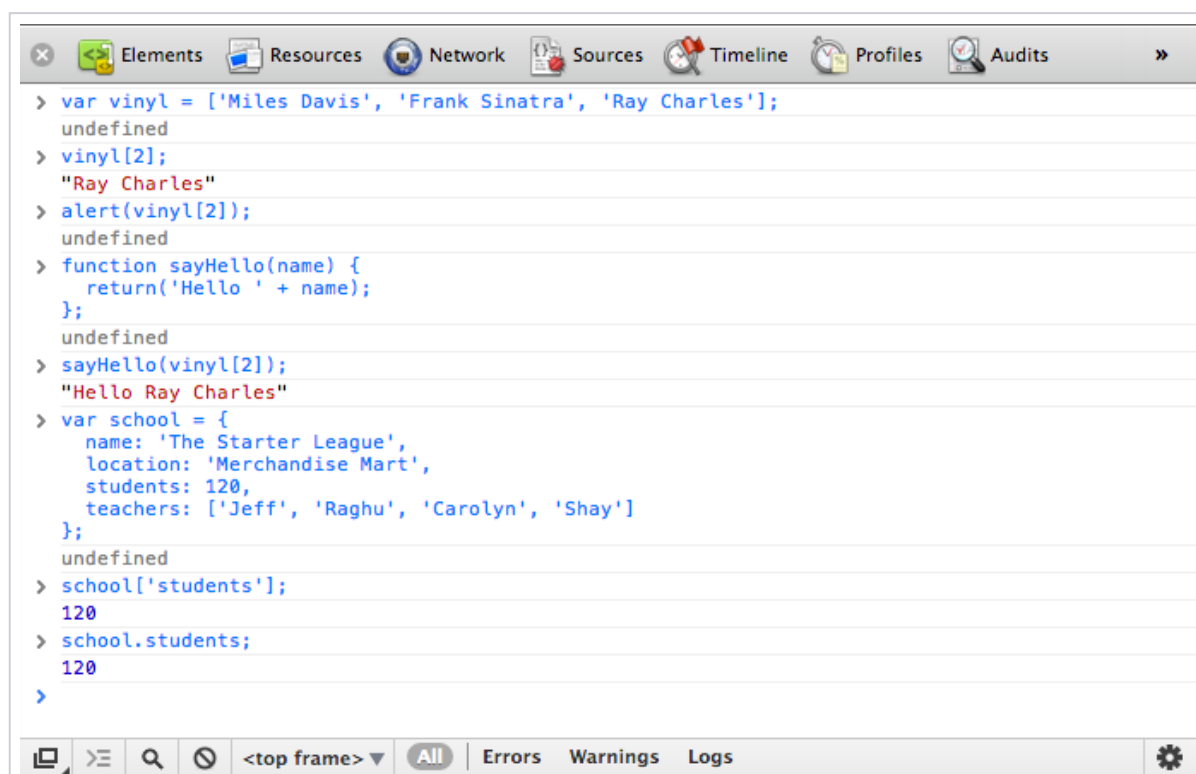 Elements Resources Network Sources Timeline Profiles Audits »
> var vinyl = ['Miles Davis', 'Frank Sinatra', 'Ray Charles'];
undefined
> vinyl[2];
"Ray Charles"
> alert(vinyl[2]);
undefined
> function sayHello(name) {
return('Hello ' + name);
};
undefined
> sayHello(vinyl[2]);
"Hello Ray Charles"
> var school = {
name: 'The Starter League',
location: 'Merchandise Mart',
students: 120,
teachers: ['Jeff', 'Raghu', 'Carolyn', 'Shay']
};
undefined
> school['students'];
120
> school.students;
120
>
<top frame> ▼ All Errors Warnings Logs